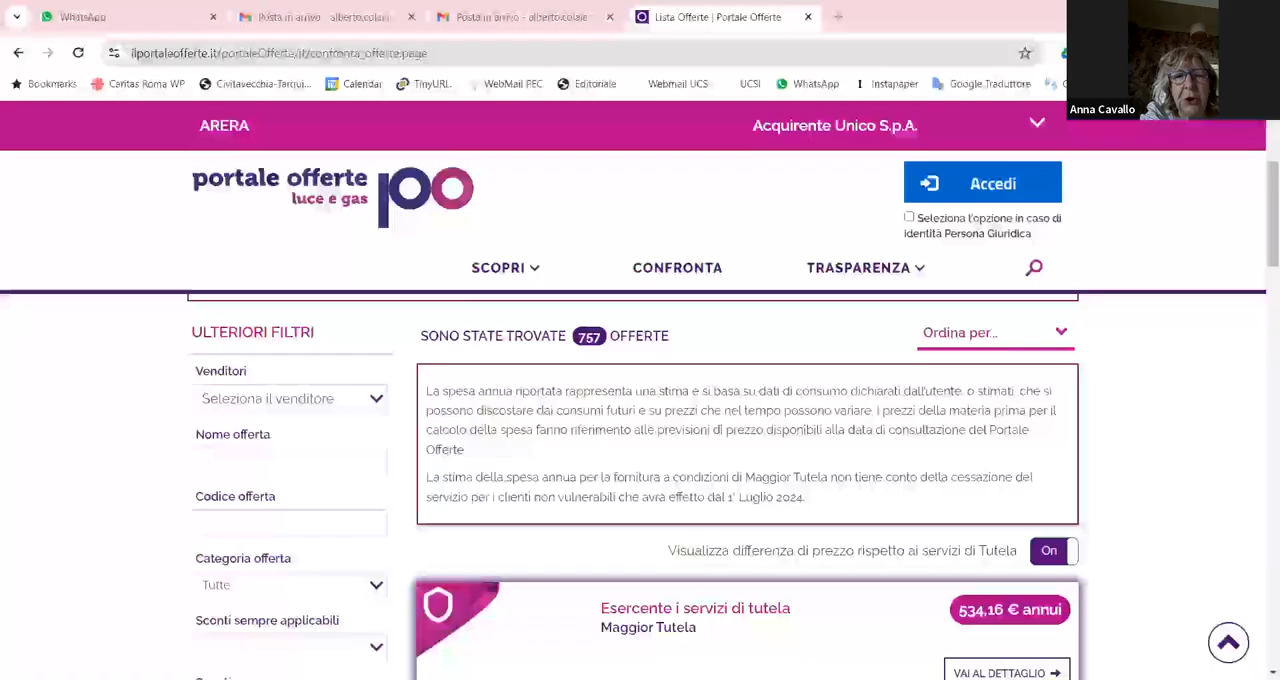 WhatsApp
Posta in arrivo - alberto.colai
Posta in arrivo - alberto.colaie
Lista Offerte | Portale Offerte
ilportaleofferte.it/portaleOfferte/it/confronta_offerte.page
Bookmarks
Caritas Roma WP
Civitavecchia-Tarqui...
Calendar
TinyURL
WebMail PEC
Editoriale
Webmail UCS
UCSI
WhatsApp
Instapaper
Google Traduttore
Anna Cavallo
ARERA
Acquirente Unico S.p.A.
portale offerte
luce e gas
Accedi
Seleziona l'opzione in caso di
identità Persona Giuridica
SCOPRI
CONFRONTA
TRASPARENZA
ULTERIORI FILTRI
SONO STATE TROVATE 757 OFFERTE
Ordina per...
Venditori
Seleziona il venditore
Nome offerta
Codice offerta
Categoria offerta
Tutte
Sconti sempre applicabili
La spesa annua riportata rappresenta una stima e si basa su dati di consumo dichiarati dall'utente, o stimati, che si
possono discostare dai consumi futuri e su prezzi che nel tempo possono variare. I prezzi della materia prima per il
calcolo della spesa fanno riferimento alle previsioni di prezzo disponibili alla data di consultazione del Portale
Offerte
La stima della spesa annua per la fornitura a condizioni di Maggior Tutela non tiene conto della cessazione del
servizio per i clienti non vulnerabili che avrà effetto dal 1° Luglio 2024.
Visualizza differenza di prezzo rispetto ai servizi di Tutela
On
Esercente i servizi di tutela
Maggior Tutela
534,16 € annui
VAI AL DETTAGLIO